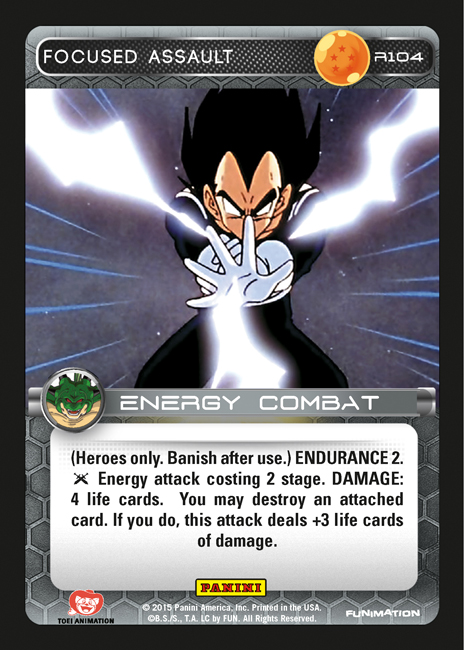 FOCUSED ASSAULT
R104
ENERGY COMBAT
(Heroes only. Banish after use.) ENDURANCE 2.
Energy attack costing 2 stage. DAMAGE:
4 life cards. You may destroy an attached
card. If you do, this attack deals +3 life cards
of damage.
PANINI
© 2015 Panini America, Inc. Printed in the USA.
©B.S./S., T.A. LC by FUN. All Rights Reserved.
TOEI ANIMATION
FUNIMATION